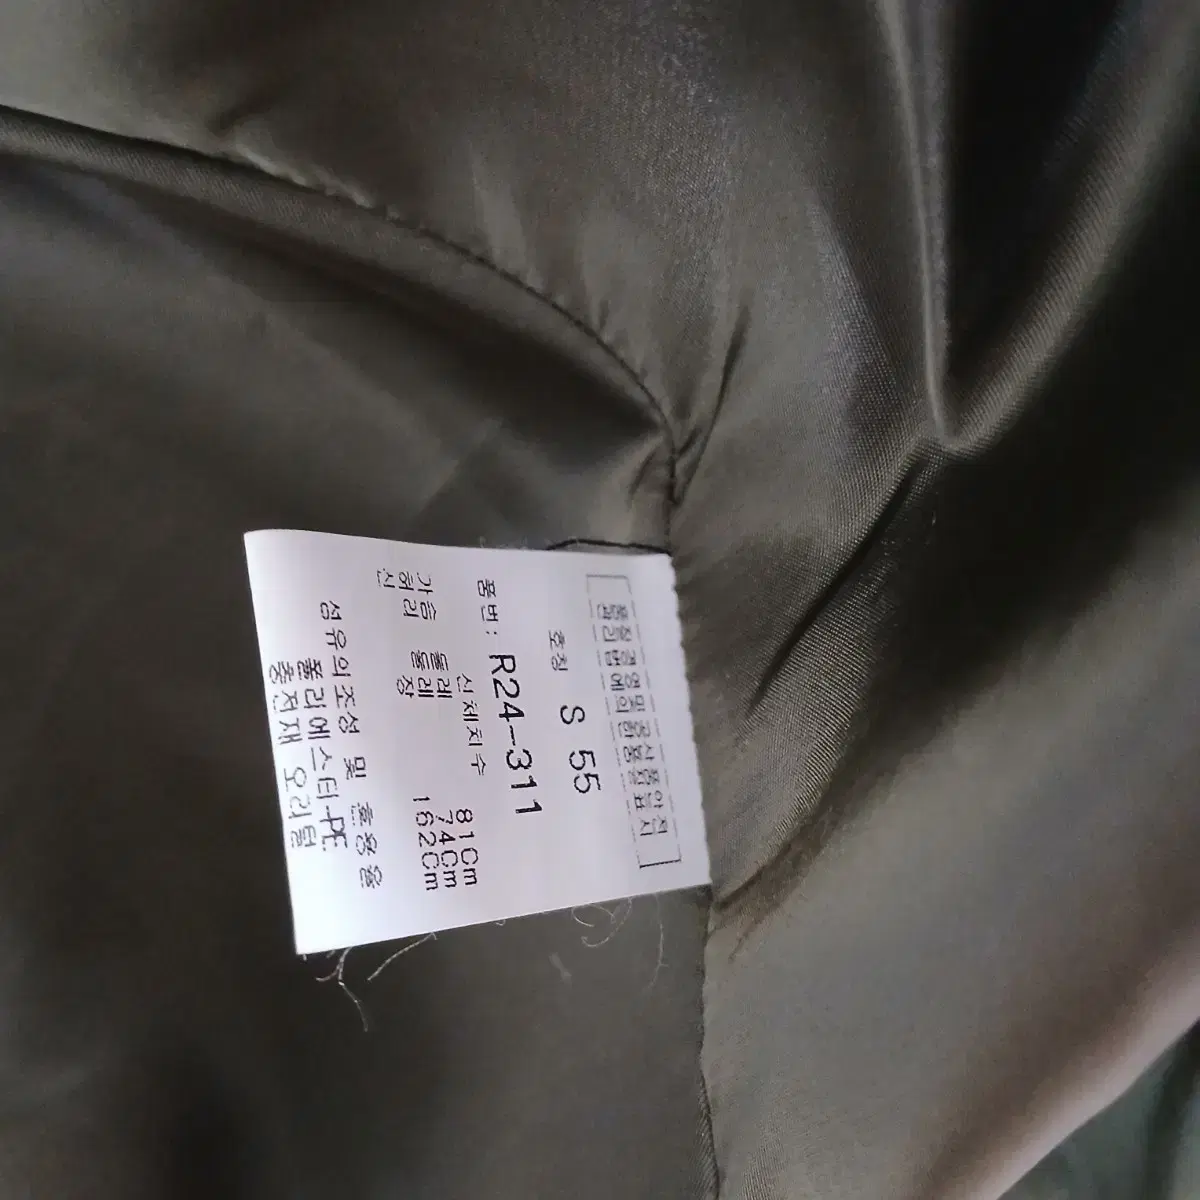 품질경영및공산품안전
관리법에의한품질표시
호칭 S 55
품번: R24-311
신체치수
가슴 둘레 81Cm
허리 둘레 74Cm
신 장 162Cm
섬유의조성 및 혼용율
폴리에스터-PE
충전재 오리털